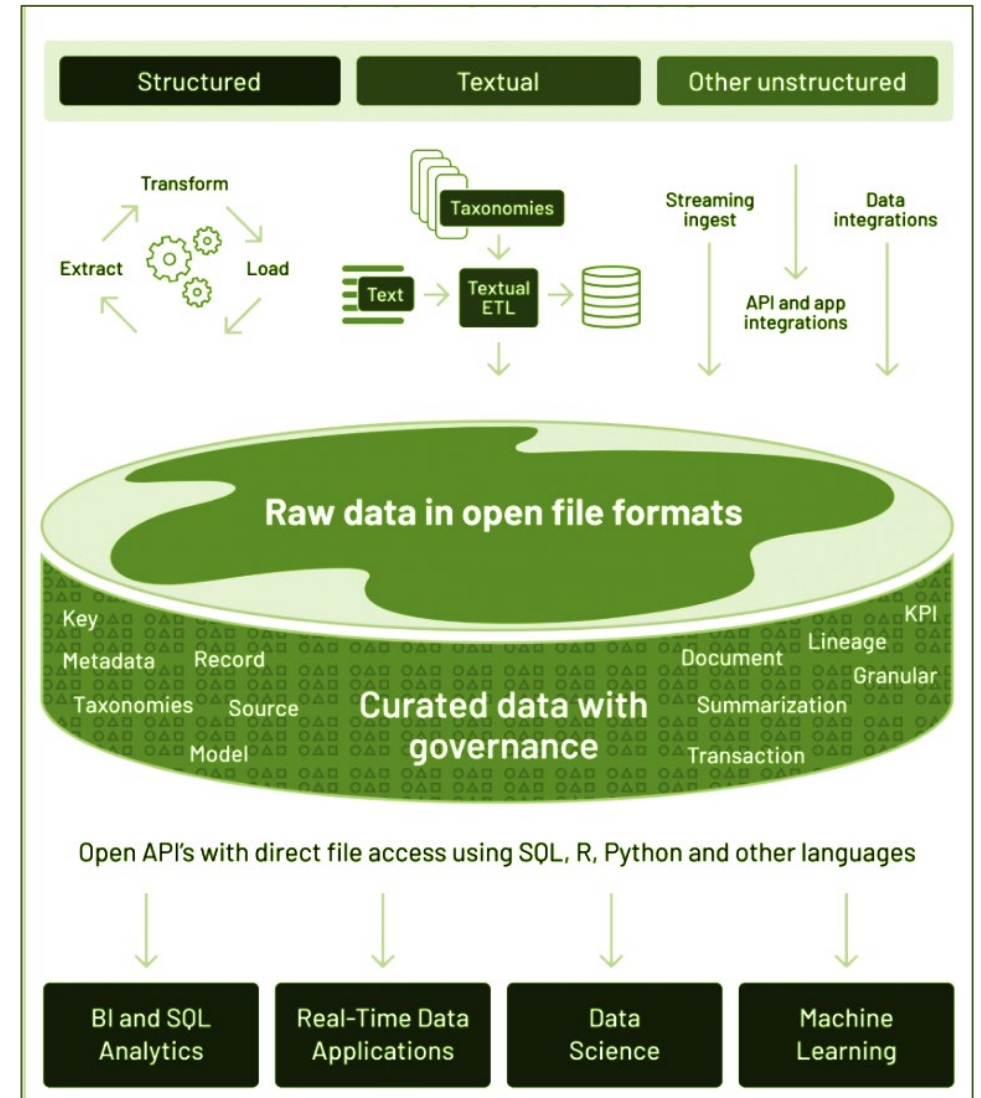 Structured
Textual
Other unstructured
Transform
Extract
Load
Taxonomies
Text
Textual
ETL
Streaming
ingest
API and app
integrations
Data
integrations
Raw data in open file formats
Key
Metadata
Record
Taxonomies
Source
Model
Curated data with
governance
KPI
Lineage
Document
Granular
Summarization
Transaction
Open API's with direct file access using SQL, R, Python and other languages
BI and SQL
Analytics
Real-Time Data
Applications
Data
Science
Machine
Learning